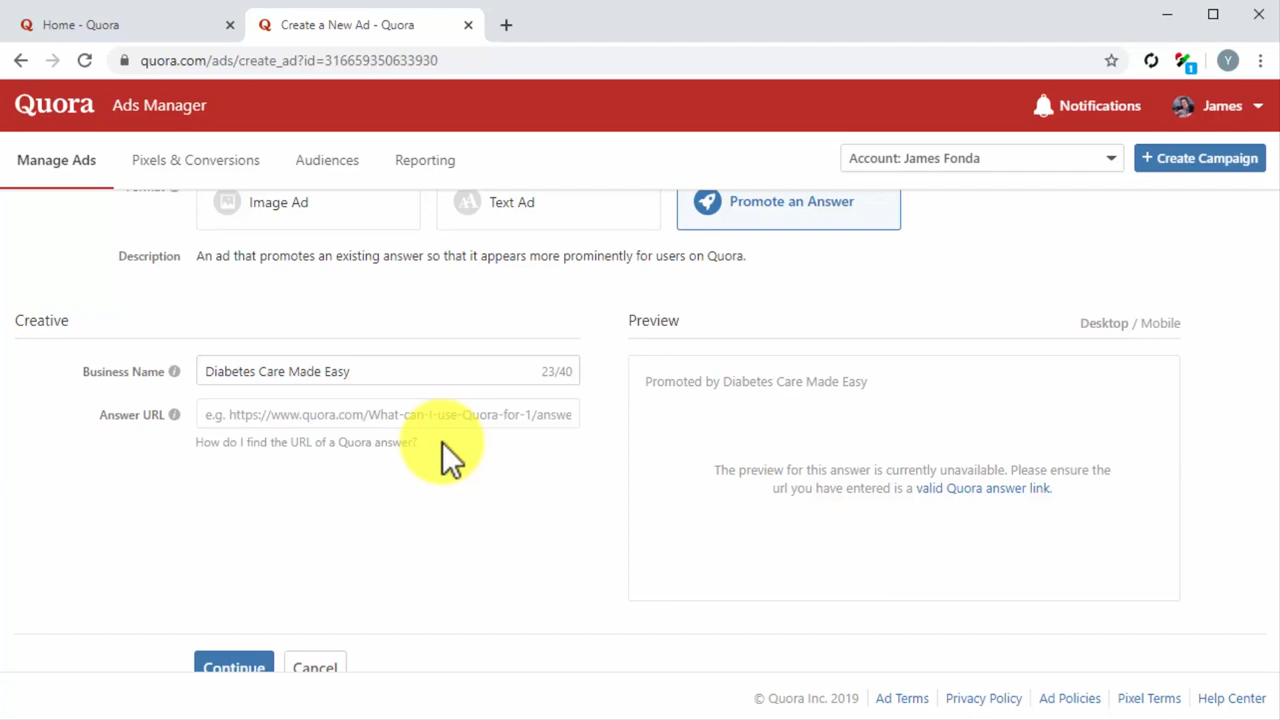 Home - Quora
Create a New Ad - Quora
quora.com/ads/create_ad?id=316659350633930
1
Y
Quora Ads Manager
Notifications
James
Manage Ads
Pixels & Conversions
Audiences
Reporting
Account: James Fonda
+ Create Campaign
Image Ad
Text Ad
Promote an Answer
Description
An ad that promotes an existing answer so that it appears more prominently for users on Quora.
Creative
Preview
Desktop / Mobile
Business Name
Diabetes Care Made Easy
23/40
Promoted by Diabetes Care Made Easy
Answer URL
e.g. https://www.quora.com/What-can-I-use-Quora-for-1/answe
How do I find the URL of a Quora answer?
The preview for this answer is currently unavailable. Please ensure the
url you have entered is a valid Quora answer link.
Continue
Cancel
© Quora Inc. 2019
Ad Terms
Privacy Policy
Ad Policies
Pixel Terms
Help Center